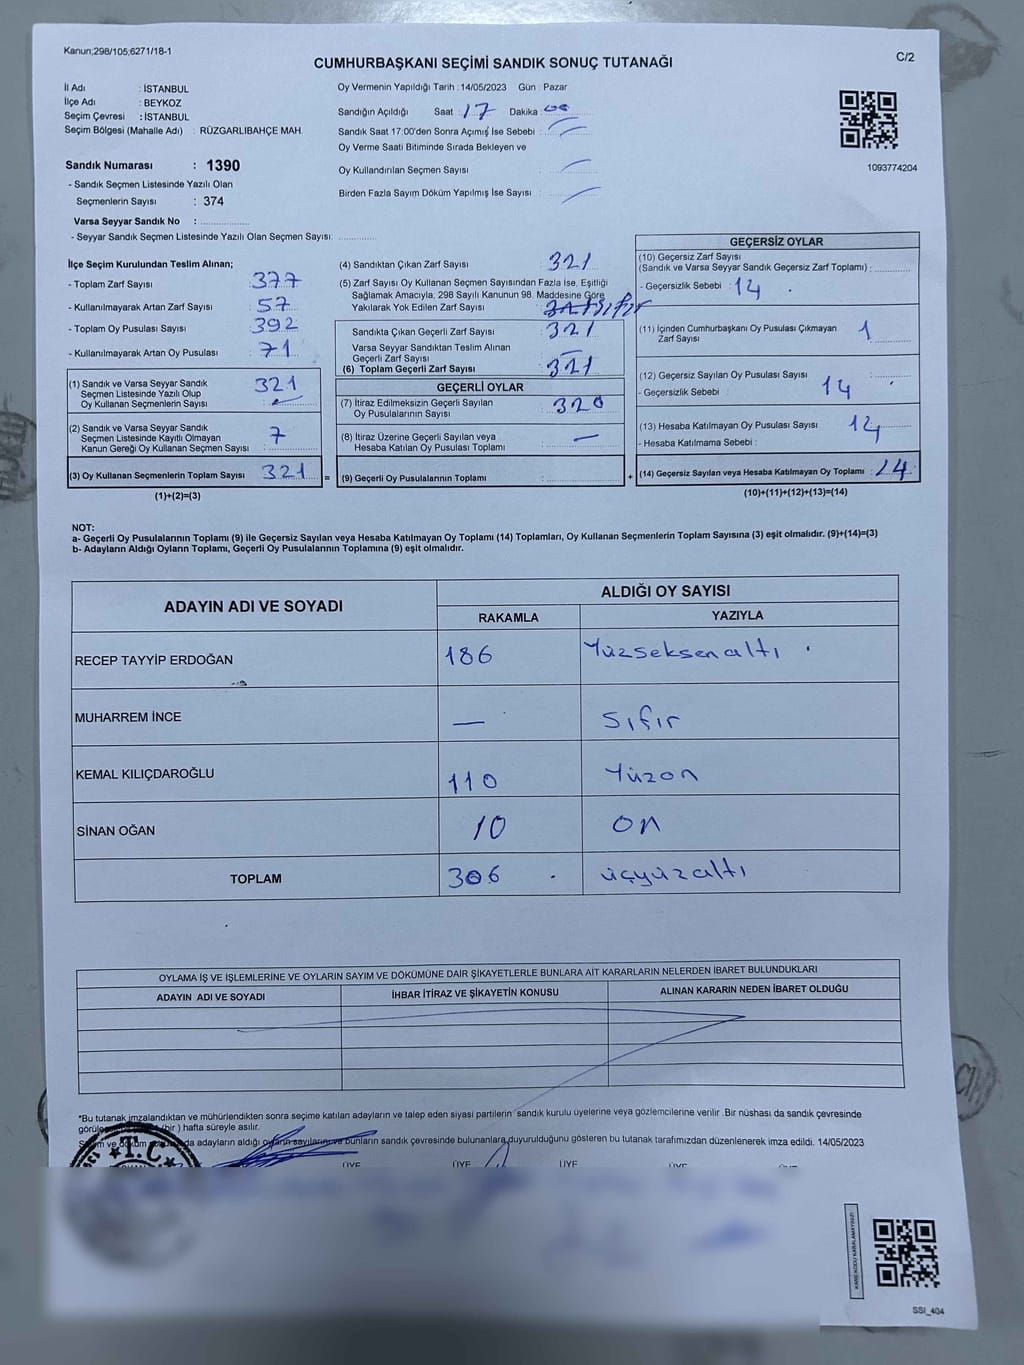 Kanun;298/105;6271/18-1
CUMHURBAŞKANI SEÇİMİ SANDIK SONUÇ TUTANAĞI
C/2
İl Adı : İSTANBUL
İlçe Adı : BEYKOZ
Seçim Çevresi : İSTANBUL
Seçim Bölgesi (Mahalle Adı) : RÜZGARLIBAHÇE MAH.
Sandık Numarası : 1390
- Sandık Seçmen Listesinde Yazılı Olan
Seçmenlerin Sayısı : 374
Varsa Seyyar Sandık No :
- Seyyar Sandık Seçmen Listesinde Yazılı Olan Seçmen Sayısı:
Oy Vermenin Yapıldığı Tarih : 14/05/2023 Gün : Pazar
Sandığın Açıldığı Saat : 17 Dakika : 00
Sandık Saat 17:00'den Sonra Açımış İse Sebebi :
Oy Verme Saati Bitiminde Sırada Bekleyen ve
Oy Kullandırılan Seçmen Sayısı :
Birden Fazla Sayım Döküm Yapılmış İse Sayısı :
1093774204
İlçe Seçim Kurulundan Teslim Alınan;
- Toplam Zarf Sayısı : 377
- Kullanılmayarak Artan Zarf Sayısı : 57
- Toplam Oy Pusulası Sayısı : 392
- Kullanılmayarak Artan Oy Pusulası : 71
(1) Sandık ve Varsa Seyyar Sandık
Seçmen Listesinde Yazılı Olup
Oy Kullanan Seçmenlerin Sayısı : 321
(2) Sandık ve Varsa Seyyar Sandık
Seçmen Listesinde Kayıtlı Olmayan
Kanun Gereği Oy Kullanan Seçmen Sayısı : 7
(3) Oy Kullanan Seçmenlerin Toplam Sayısı : 321 =
(1)+(2)=(3)
(4) Sandıktan Çıkan Zarf Sayısı : 321
(5) Zarf Sayısı Oy Kullanan Seçmen Sayısından Fazla İse, Eşitliği
Sağlamak Amacıyla, 298 Sayılı Kanunun 98. Maddesine Göre
Yakılarak Yok Edilen Zarf Sayısı : sıfır
Sandıkta Çıkan Geçerli Zarf Sayısı : 321
Varsa Seyyar Sandıktan Teslim Alınan
Geçerli Zarf Sayısı : —
(6) Toplam Geçerli Zarf Sayısı : 321
GEÇERLİ OYLAR
(7) İtiraz Edilmeksizin Geçerli Sayılan
Oy Pusulalarının Sayısı : 320
(8) İtiraz Üzerine Geçerli Sayılan veya
Hesaba Katılan Oy Pusulası Toplamı : —
(9) Geçerli Oy Pusulalarının Toplamı : +
GEÇERSİZ OYLAR
(10) Geçersiz Zarf Sayısı
(Sandık ve Varsa Seyyar Sandık Geçersiz Zarf Toplamı) :
- Geçersizlik Sebebi : 14
(11) İçinden Cumhurbaşkanı Oy Pusulası Çıkmayan
Zarf Sayısı : 1
(12) Geçersiz Sayılan Oy Pusulası Sayısı :
- Geçersizlik Sebebi : 14
(13) Hesaba Katılmayan Oy Pusulası Sayısı : 14
- Hesaba Katılmama Sebebi :
(14) Geçersiz Sayılan veya Hesaba Katılmayan Oy Toplamı : 14
(10)+(11)+(12)+(13)=(14)
NOT:
a- Geçerli Oy Pusulalarının Toplamı (9) ile Geçersiz Sayılan veya Hesaba Katılmayan Oy Toplamı (14) Toplamları, Oy Kullanan Seçmenlerin Toplam Sayısına (3) eşit olmalıdır. (9)+(14)=(3)
b- Adayların Aldığı Oyların Toplamı, Geçerli Oy Pusulalarının Toplamına (9) eşit olmalıdır.
ADAYIN ADI VE SOYADI
ALDIĞI OY SAYISI
RAKAMLA YAZIYLA
RECEP TAYYİP ERDOĞAN 186 Yüzseksenaltı
MUHARREM İNCE — sıfır
KEMAL KILIÇDAROĞLU 110 Yüzon
SİNAN OĞAN 10 on
TOPLAM 306 üçyüzaltı
OYLAMA İŞ VE İŞLEMLERİNE VE OYLARIN SAYIM VE DÖKÜMÜNE DAİR ŞİKAYETLERLE BUNLARA AİT KARARLARIN NELERDEN İBARET BULUNDUKLARI
ADAYIN ADI VE SOYADI İHBAR İTİRAZ VE ŞİKAYETİN KONUSU ALINAN KARARIN NEDEN İBARET OLDUĞU
*Bu tutanak imzalandıktan ve mühürlendikten sonra seçime katılan adayların ve talep eden siyasi partilerin sandık kurulu üyelerine veya gözlemcilerine verilir .Bir nüshası da sandık çevresinde
(bir ) hafta süreyle asılır.
da adayların aldığı oyların sayılarını ve bunların sandık çevresinde bulunanlara duyurulduğunu gösteren bu tutanak tarafımızdan düzenlenerek imza edildi. 14/05/2023
T.C
ÜYE ÜYE ÜYE ÜYE ÜYE
SSI_404